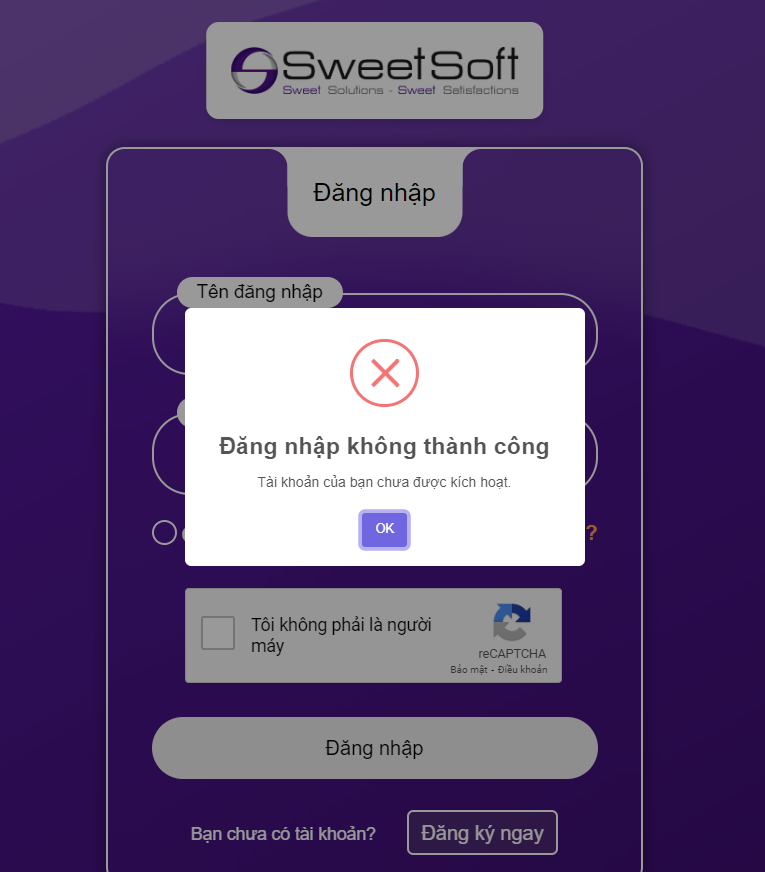 SweetSoft
Sweet Solutions - Sweet Satisfactions
Đăng nhập
Tên đăng nhập
Đăng nhập không thành công
Tài khoản của bạn chưa được kích hoạt.
OK
?
Tôi không phải là người
máy
reCAPTCHA
Bảo mật - Điều khoản
Đăng nhập
Bạn chưa có tài khoản?
Đăng ký ngay